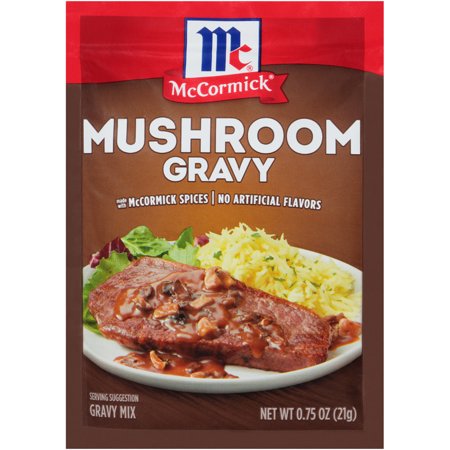 Mc®
McCormick®
MUSHROOM
GRAVY
made with McCORMICK SPICES | NO ARTIFICIAL FLAVORS
SERVING SUGGESTION
GRAVY MIX
NET WT 0.75 OZ (21g)